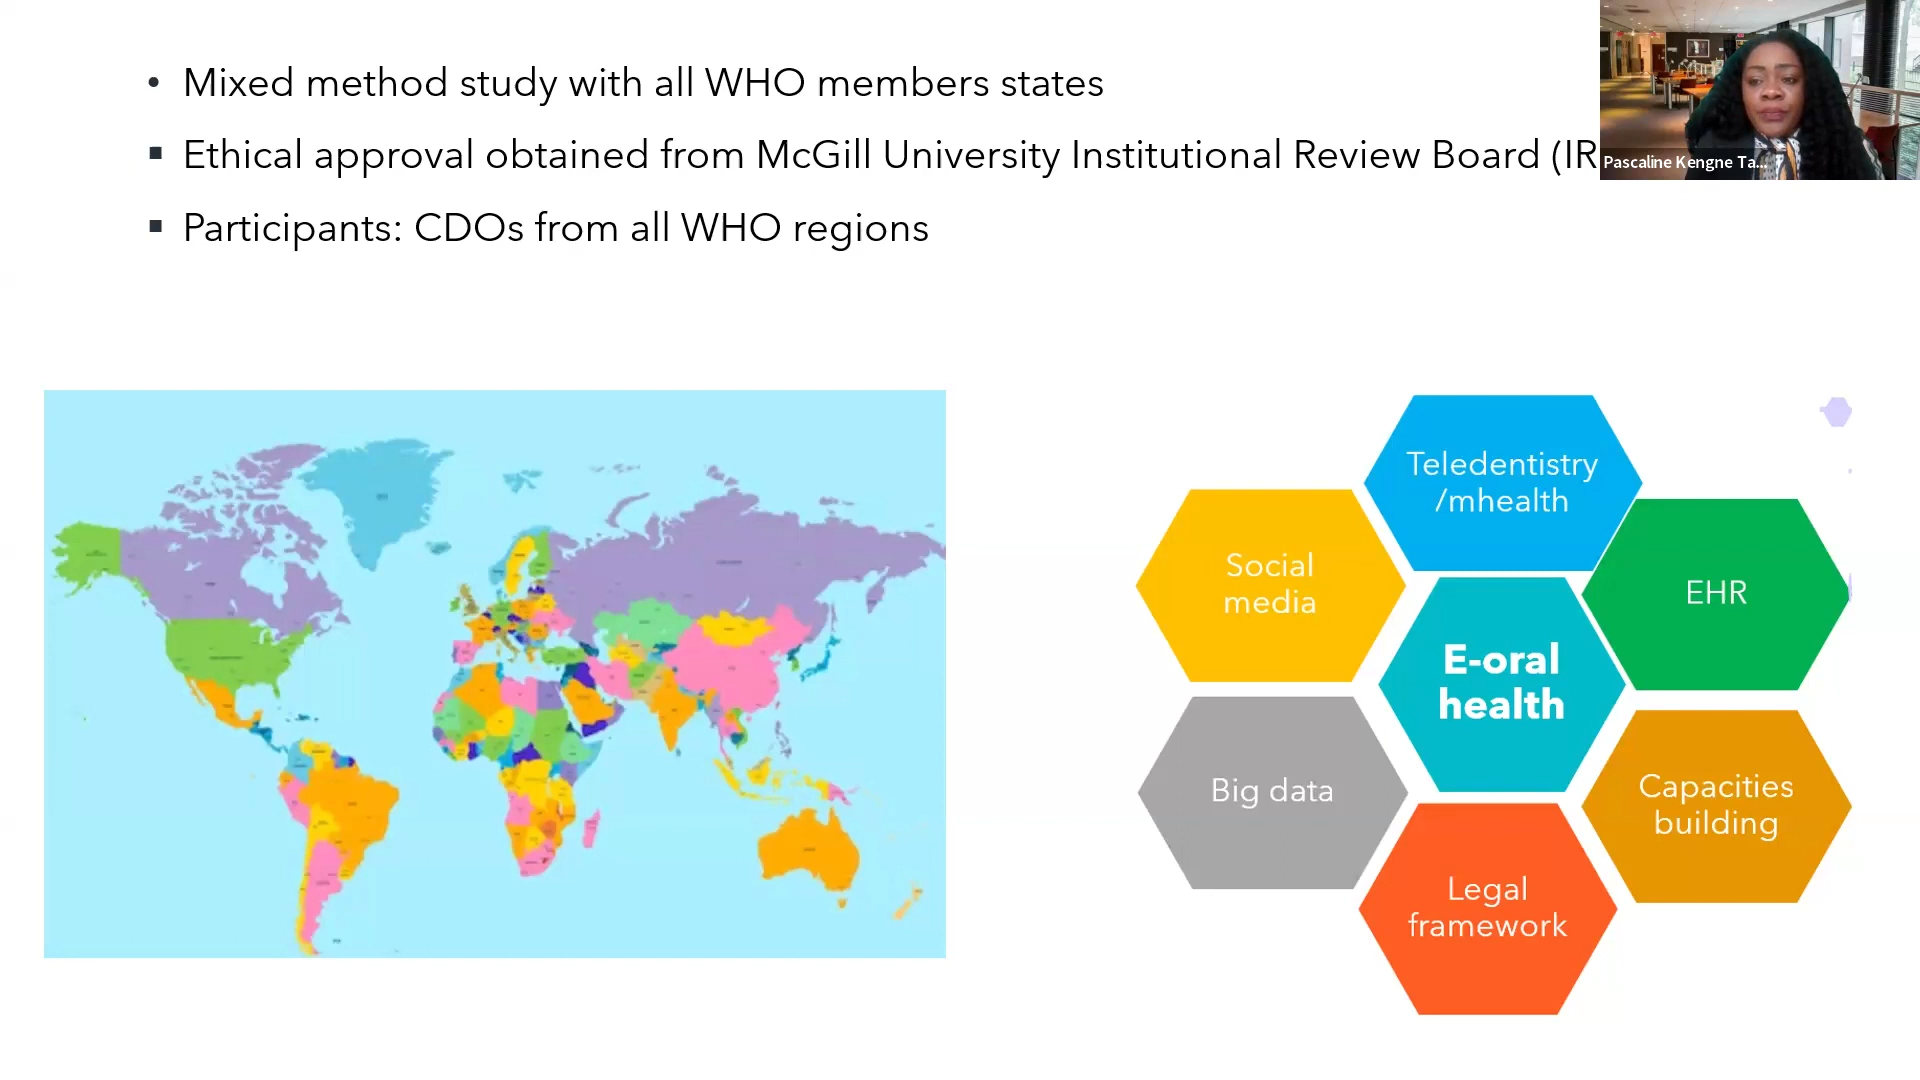 Mixed method study with all WHO members states
Ethical approval obtained from McGill University Institutional Review Board (IR
Participants: CDOs from all WHO regions
Pascaline Kengne Ta...
Teledentistry
/mhealth
Social
media
EHR
E-oral
health
Big data
Capacities
building
Legal
framework